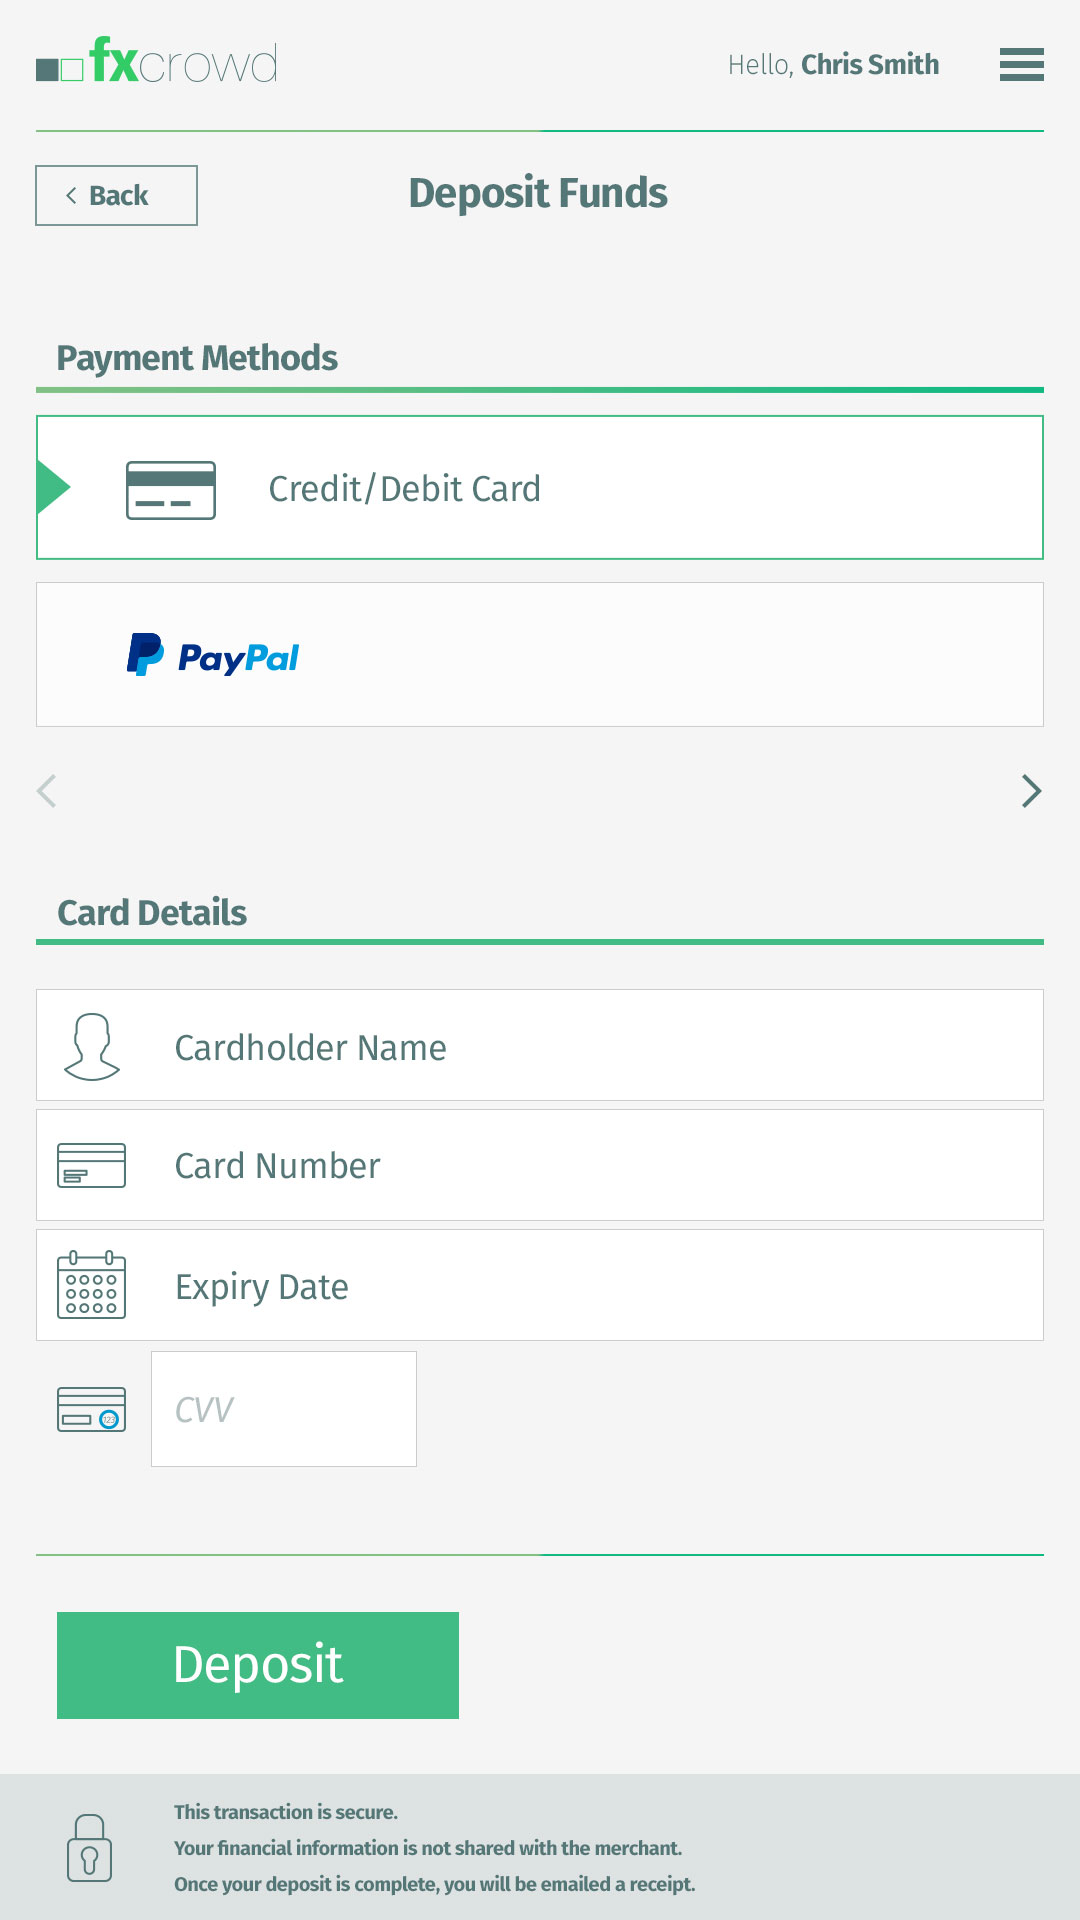 fxcrowd
Hello, Chris Smith
Back
Deposit Funds
Payment Methods
Credit/Debit Card
PayPal
Card Details
Cardholder Name
Card Number
Expiry Date
123
CVV
Deposit
This transaction is secure.
Your financial information is not shared with the merchant.
Once your deposit is complete, you will be emailed a receipt.